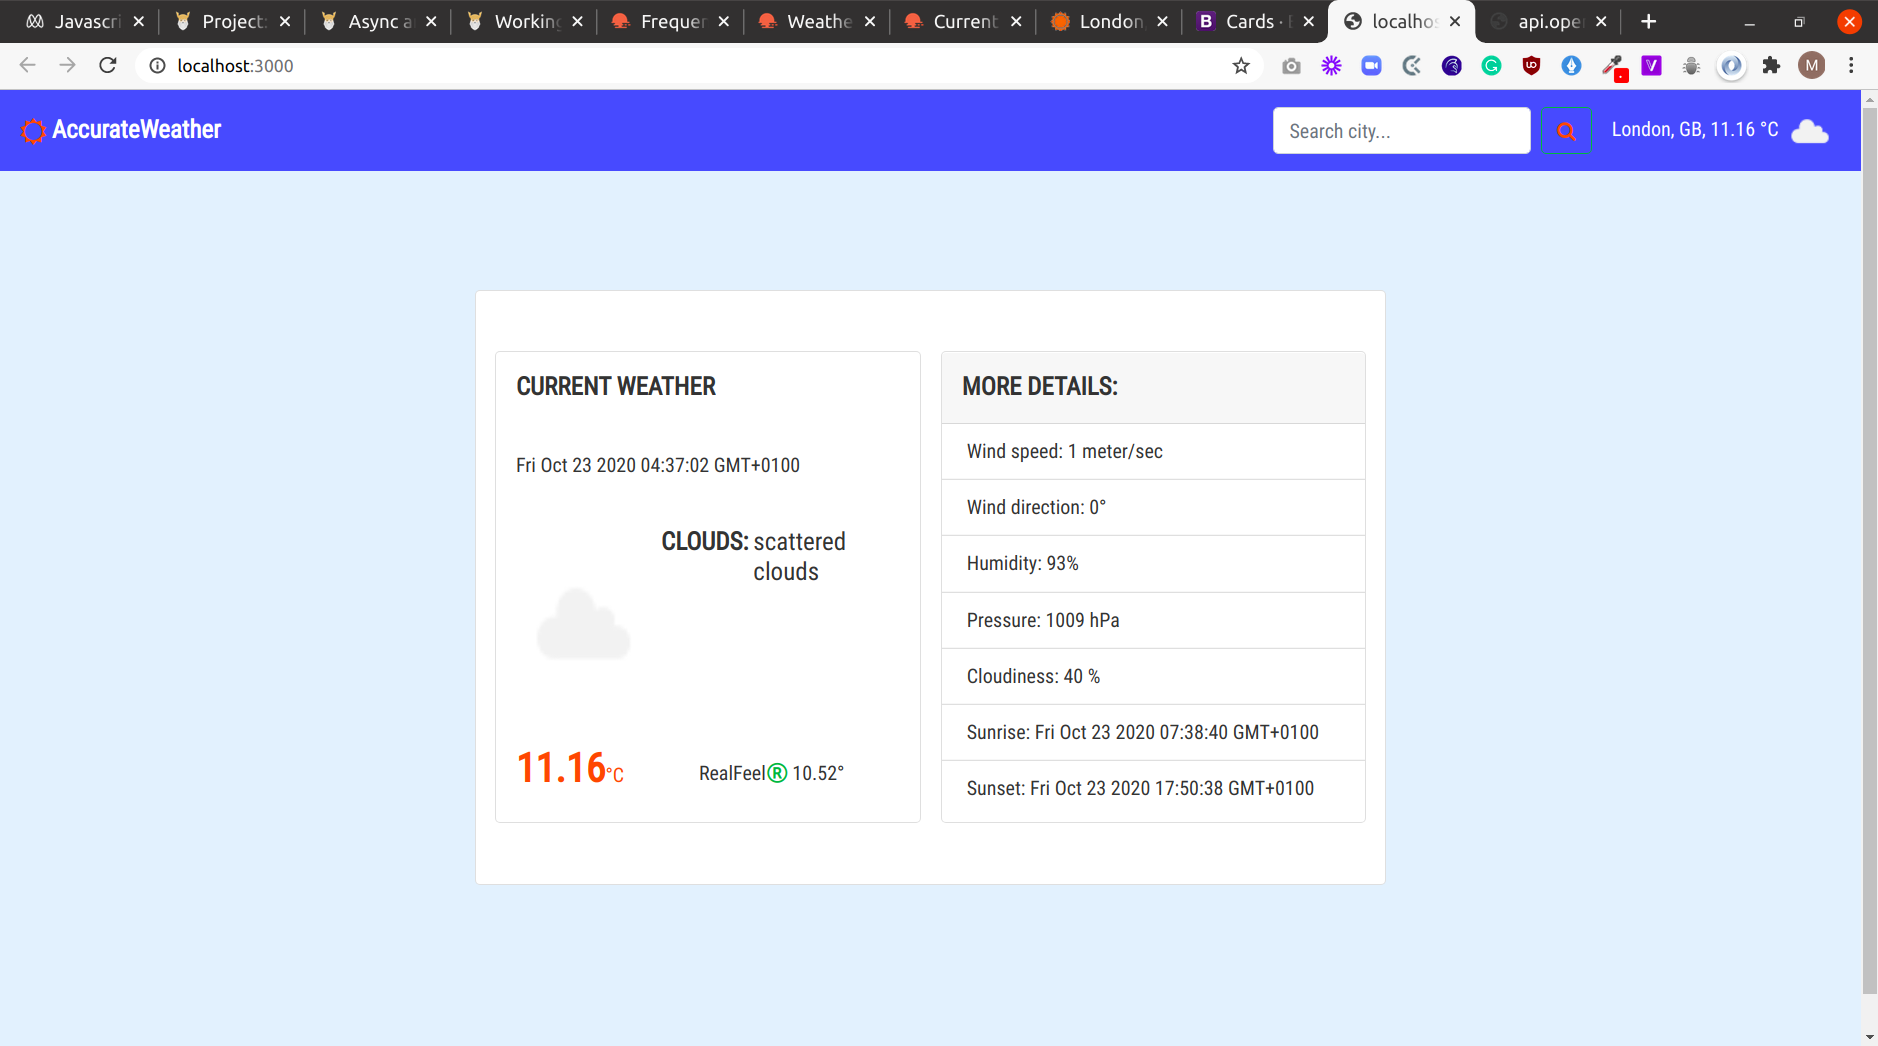 Javascri
Project:
Async a
Working
Frequer
Weathe
Current
London,
B Cards · B
localhos
api.oper
localhost:3000
M
AccurateWeather
Search city...
London, GB, 11.16 °C
CURRENT WEATHER
Fri Oct 23 2020 04:37:02 GMT+0100
CLOUDS: scattered
clouds
11.16°C
RealFeel® 10.52°
MORE DETAILS:
Wind speed: 1 meter/sec
Wind direction: 0°
Humidity: 93%
Pressure: 1009 hPa
Cloudiness: 40 %
Sunrise: Fri Oct 23 2020 07:38:40 GMT+0100
Sunset: Fri Oct 23 2020 17:50:38 GMT+0100